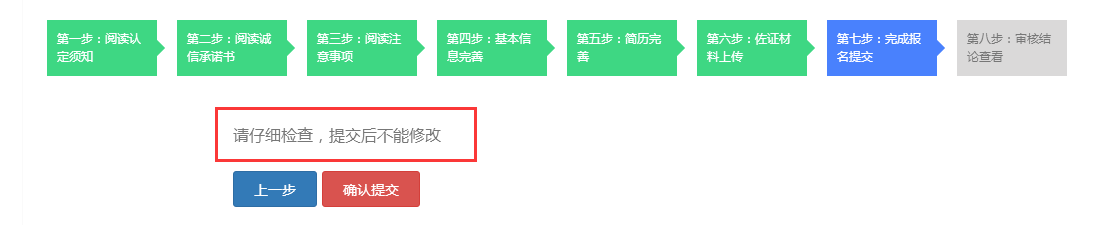 第一步：阅读认
定须知
第二步：阅读诚
信承诺书
第三步：阅读注
意事项
第四步：基本信
息完善
第五步：简历完
善
第六步：佐证材
料上传
第七步：完成报
名提交
第八步：审核结
论查看
请仔细检查，提交后不能修改
上一步
确认提交